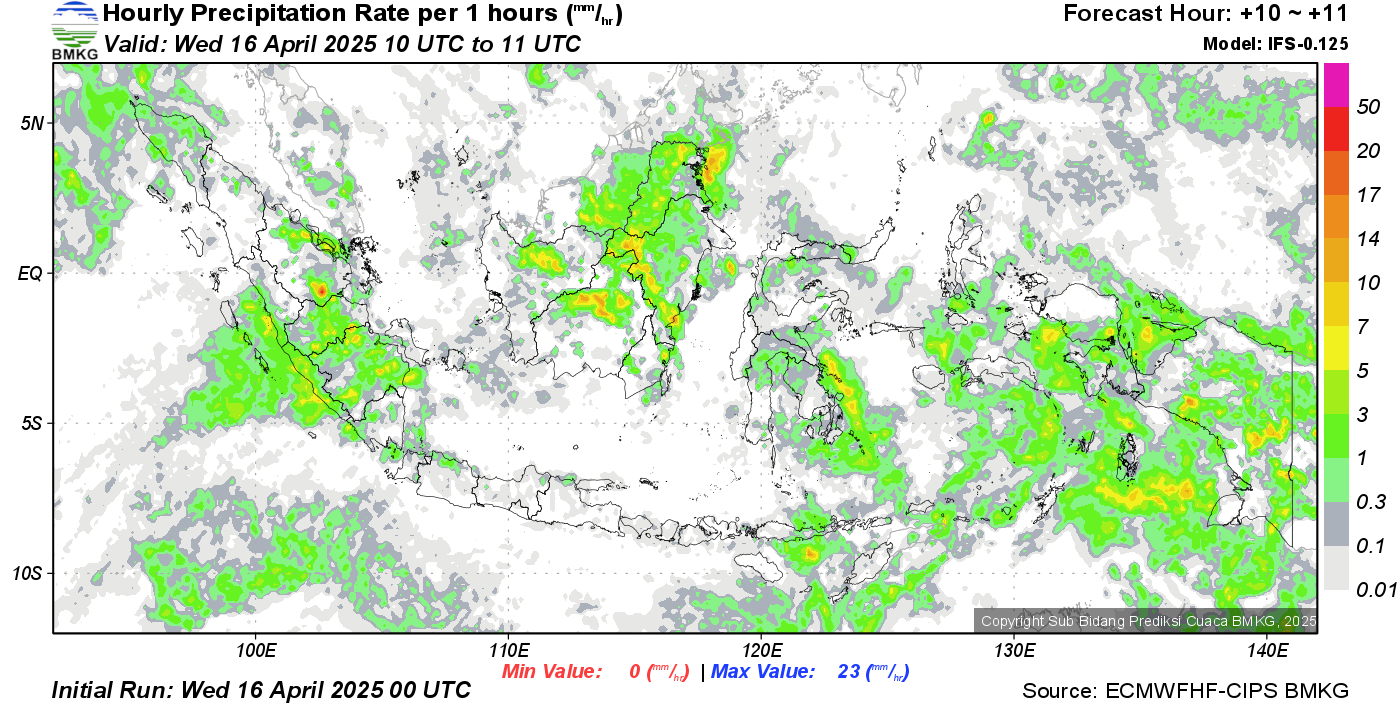 Hourly Precipitation Rate per 1 hours (mm/hr)
Forecast Hour: +10 ~ +11
Valid: Wed 16 April 2025 10 UTC to 11 UTC
Model: IFS-0.125
BMKG
5N
EQ
5S
10S
100E
110E
120E
130E
140E
50
20
17
14
10
7
5
3
1
0.3
0.1
0.01
Copyright Sub Bidang Prediksi Cuaca BMKG, 2025
Min Value: 0 (mm/hr) | Max Value: 23 (mm/hr)
Initial Run: Wed 16 April 2025 00 UTC
Source: ECMWFHF-CIPS BMKG